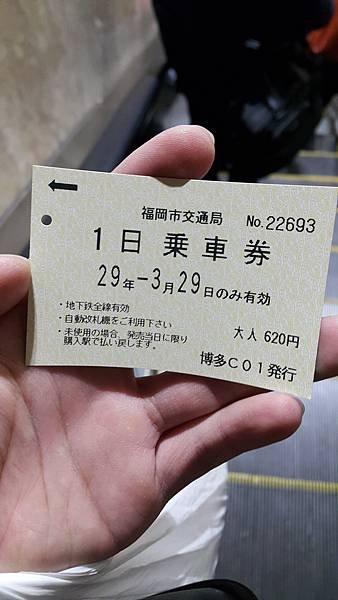 福岡市交通局 No.22693
1日乗車券
29年-3月29日のみ有効
・地下鉄全線有効
・自動改札機をご利用下さい
・未使用の場合、発売当日に限り
購入駅で払い戻します。
大人 620円
博多C01発行